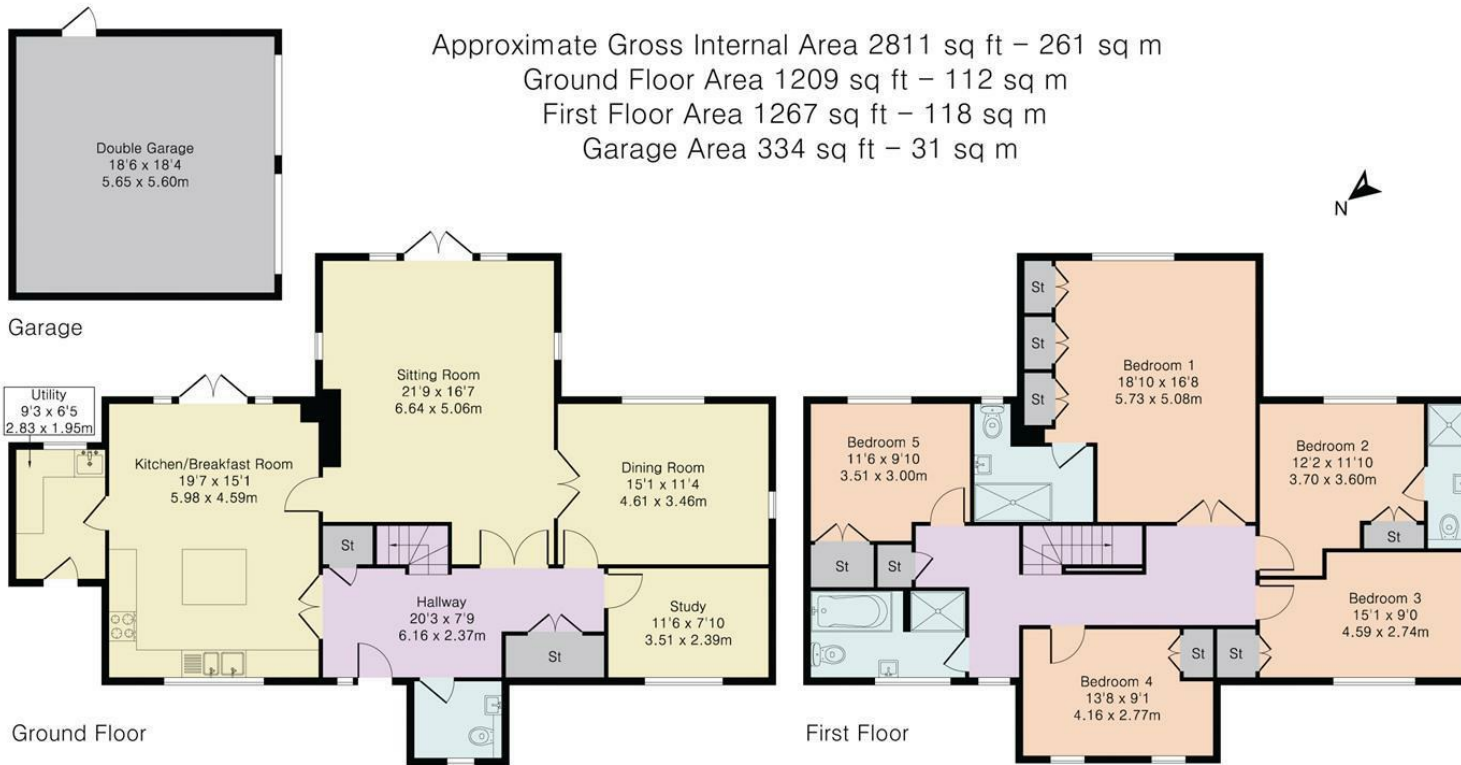 Approximate Gross Internal Area 2811 sq ft – 261 sq m
Ground Floor Area 1209 sq ft – 112 sq m
First Floor Area 1267 sq ft – 118 sq m
Garage Area 334 sq ft – 31 sq m
N
Double Garage
18'6 x 18'4
5.65 x 5.60m
Garage
Utility
9'3 x 6'5
2.83 x 1.95m
Kitchen/Breakfast Room
19'7 x 15'1
5.98 x 4.59m
Sitting Room
21'9 x 16'7
6.64 x 5.06m
Dining Room
15'1 x 11'4
4.61 x 3.46m
St
Hallway
20'3 x 7'9
6.16 x 2.37m
St
Study
11'6 x 7'10
3.51 x 2.39m
Ground Floor
St
St
St
Bedroom 1
18'10 x 16'8
5.73 x 5.08m
Bedroom 5
11'6 x 9'10
3.51 x 3.00m
Bedroom 2
12'2 x 11'10
3.70 x 3.60m
St
St
St
Bedroom 3
15'1 x 9'0
4.59 x 2.74m
St
St
Bedroom 4
13'8 x 9'1
4.16 x 2.77m
First Floor